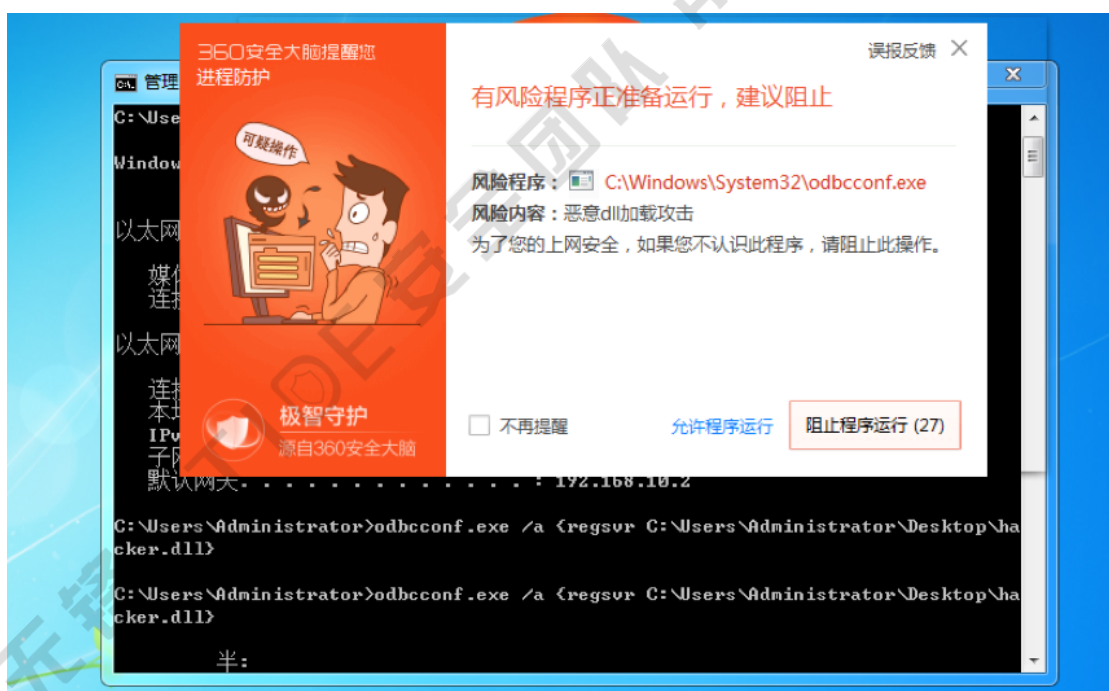 360安全大脑提醒您
进程防护
误报反馈
管理
有风险程序正准备运行，建议阻止
C:\Use
可疑操作
Window
风险程序： C:\Windows\System32\odbcconf.exe
风险内容：恶意dll加载攻击
为了您的上网安全，如果您不认识此程序，请阻止此操作。
以太网
媒体
连接
以太网
连接
本地
IPv
子网
极智守护
源自360安全大脑
不再提醒
允许程序运行
阻止程序运行 (27)
默认网关. . . . . . . . . . . . . : 192.168.10.2
C:\Users\Administrator>odbcconf.exe /a {regsvr C:\Users\Administrator\Desktop\ha
cker.dll}
C:\Users\Administrator>odbcconf.exe /a {regsvr C:\Users\Administrator\Desktop\ha
cker.dll}
半: